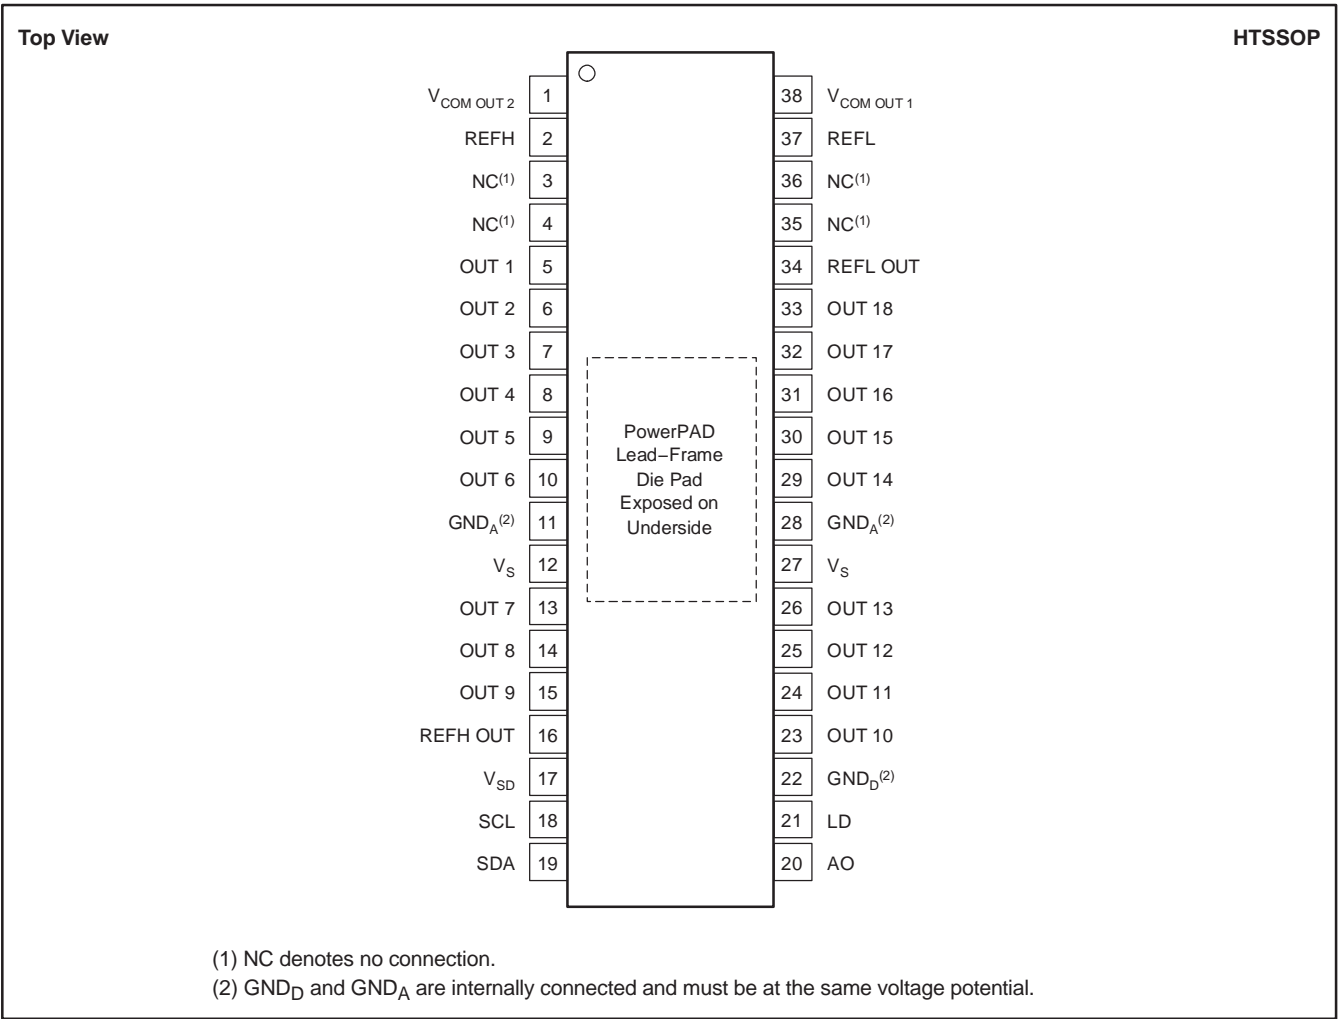 Top View HTSSOP
V_COM OUT 2 1 38 V_COM OUT 1
REFH 2 37 REFL
NC(1) 3 36 NC(1)
NC(1) 4 35 NC(1)
OUT 1 5 34 REFL OUT
OUT 2 6 33 OUT 18
OUT 3 7 32 OUT 17
OUT 4 8 31 OUT 16
OUT 5 9 30 OUT 15
OUT 6 10 29 OUT 14
GND_A(2) 11 28 GND_A(2)
V_S 12 27 V_S
OUT 7 13 26 OUT 13
OUT 8 14 25 OUT 12
OUT 9 15 24 OUT 11
REFH OUT 16 23 OUT 10
V_SD 17 22 GND_D(2)
SCL 18 21 LD
SDA 19 20 AO
PowerPAD
Lead−Frame
Die Pad
Exposed on
Underside
(1) NC denotes no connection.
(2) GND_D and GND_A are internally connected and must be at the same voltage potential.